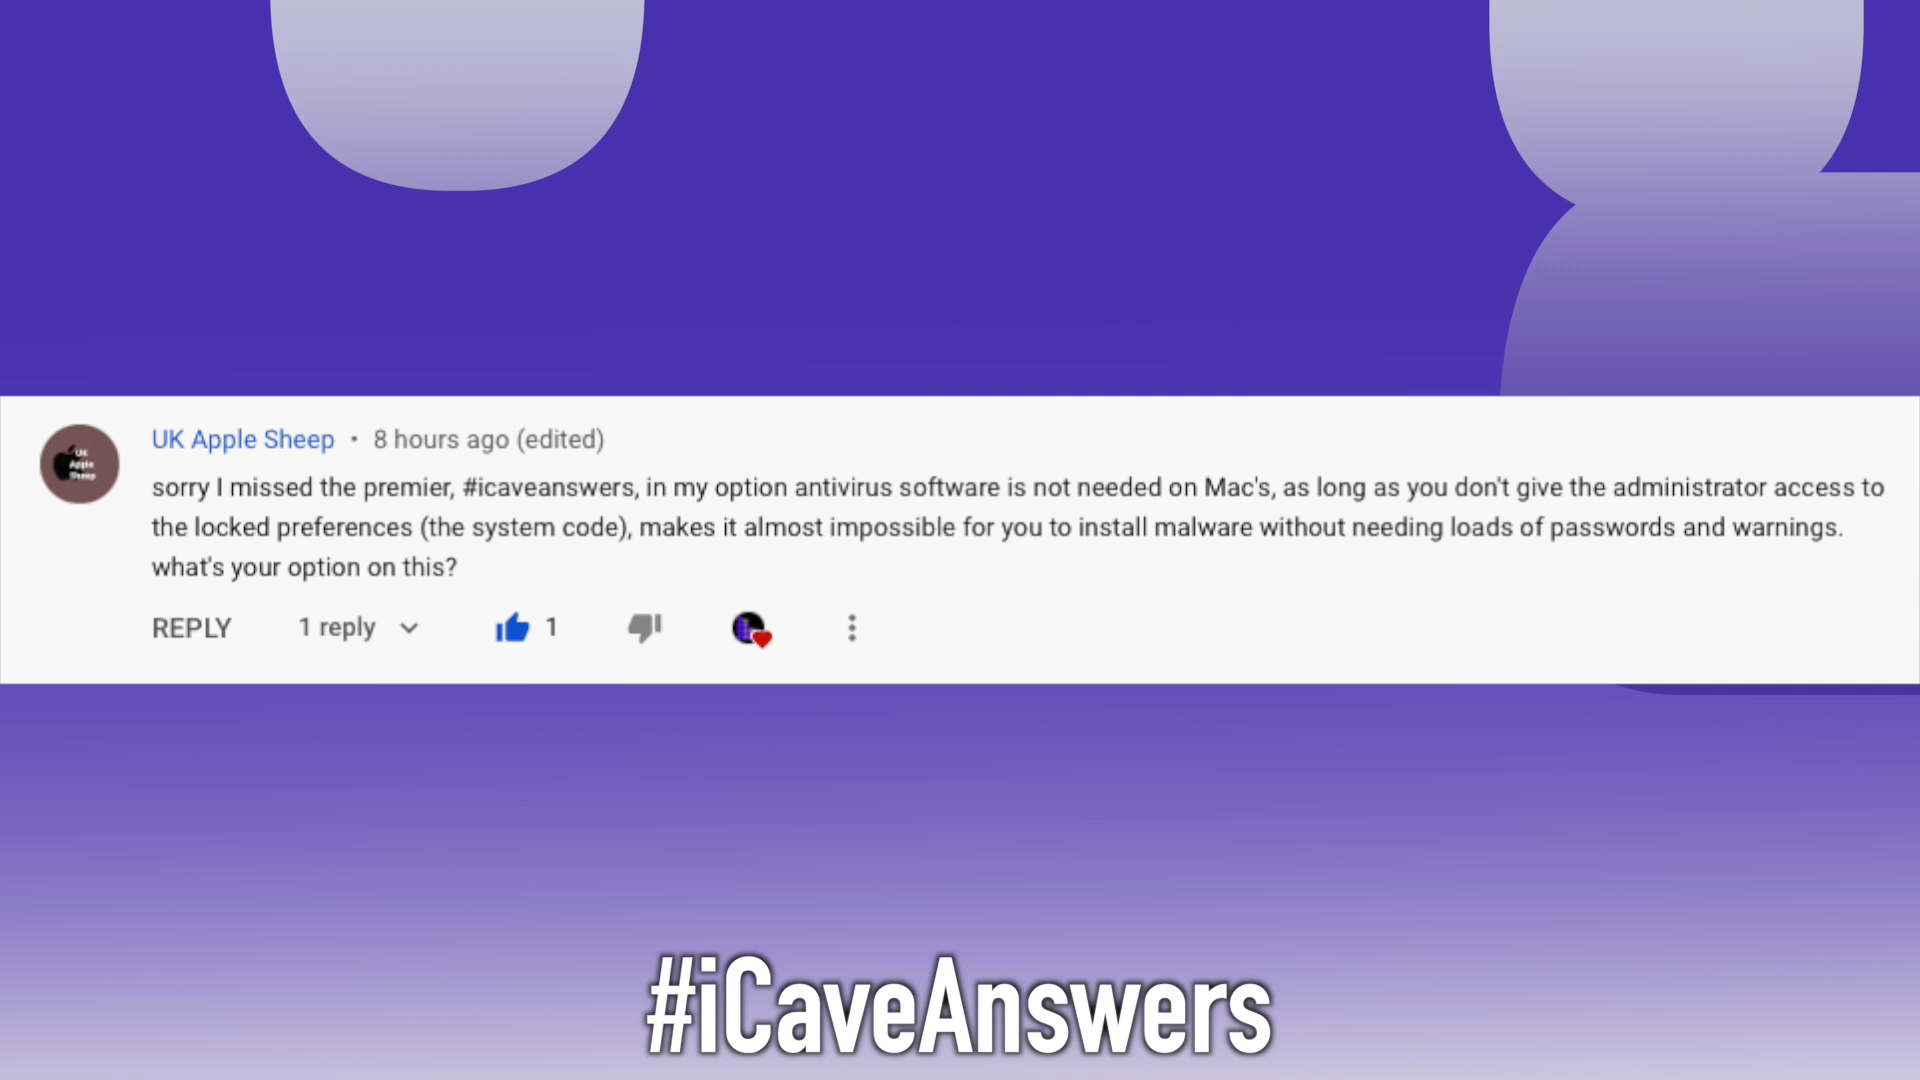 UK Apple Sheep • 8 hours ago (edited)
UK
Apple
Sheep
sorry I missed the premier, #icaveanswers, in my option antivirus software is not needed on Mac's, as long as you don't give the administrator access to
the locked preferences (the system code), makes it almost impossible for you to install malware without needing loads of passwords and warnings.
what's your option on this?
REPLY 1 reply 1
#iCaveAnswers